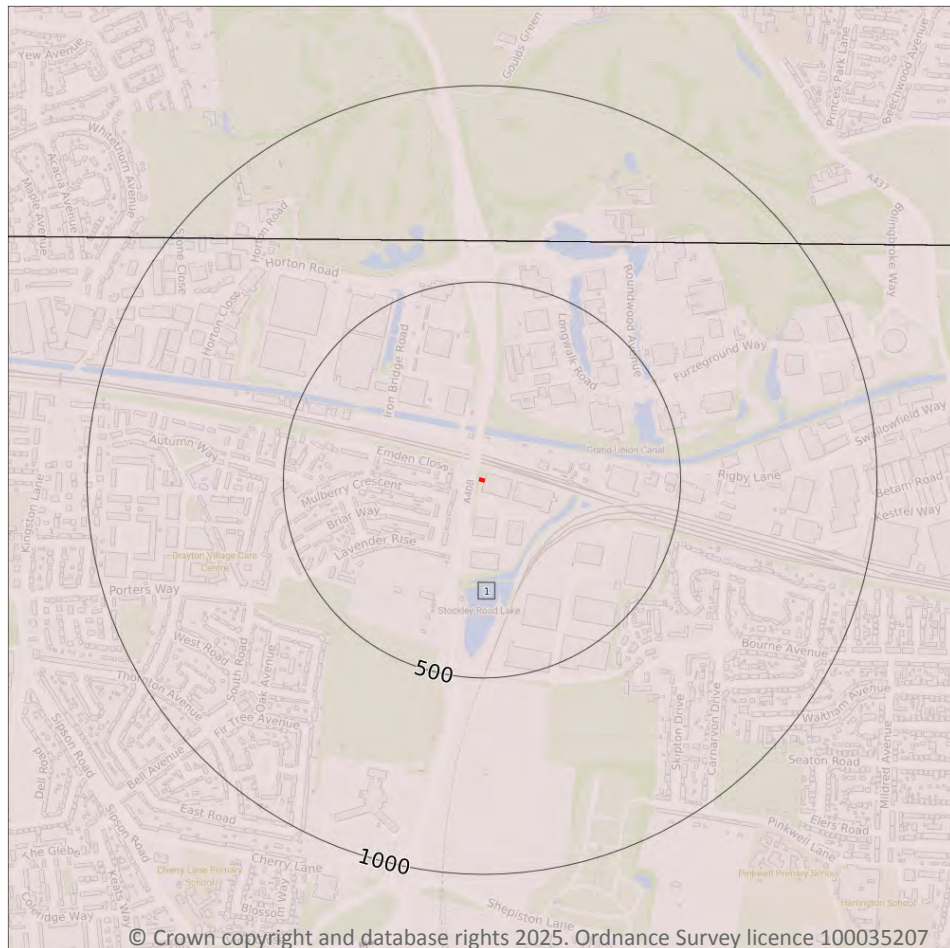 Yew Avenue
Goulds Green
Princes Park Lane
Beechwood Avenue
Whitethorn Avenue
Acacia Avenue
Maple Avenue
A437
Bolingbroke Way
Horton Road
Stone Close
Horton Road
Horton Close
Iron Bridge Road
Longwalk Road
Roundwood Avenue
Furzeground Way
Swallowfield Way
Autumn Way
Emden Close
Grand Union Canal
Rigby Lane
Betam Road
Kestrel Way
Kingston Lane
Mulberry Crescent
A408
Briar Way
Lavender Rise
Drayton Village Care
Centre
Porters Way
1
Stockley Road Lake
West Road
South Road
Oak Avenue
Bourne Avenue
500
Thornton Avenue
Fir Tree Avenue
Skipton Drive
Carnarvon Drive
Waltham Avenue
Sipson Road
Dell Road
Bell Avenue
Seaton Road
Mildred Avenue
East Road
Sipson Road
Pinkwell Lane
Elers Road
The Gleb
1000
Cherry Lane
Cherry Lane Primary
School
Keats Way
Pinkwell Primary School
Harlington School
Coleridge Way
Blossom Way
Shepiston Lane
© Crown copyright and database rights 2025. Ordnance Survey licence 100035207